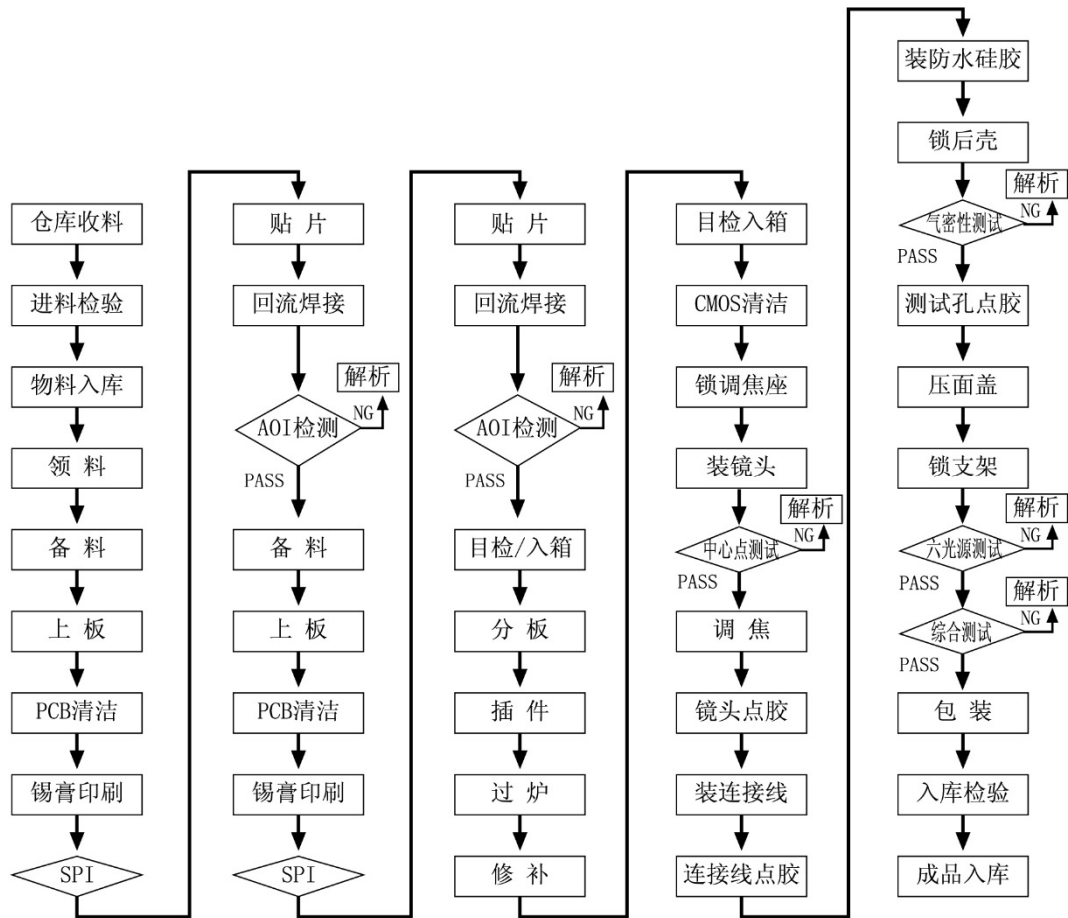 仓库收料
进料检验
物料入库
领 料
备 料
上 板
PCB清洁
锡膏印刷
SPI
贴 片
回流焊接
解析
NG
AOI检测
PASS
备 料
上 板
PCB清洁
锡膏印刷
SPI
贴 片
回流焊接
解析
NG
AOI检测
PASS
目检/入箱
分 板
插 件
过 炉
修 补
目检入箱
CMOS清洁
锁调焦座
装镜头
解析
NG
中心点测试
PASS
调 焦
镜头点胶
装连接线
连接线点胶
装防水硅胶
锁后壳
解析
NG
气密性测试
PASS
测试孔点胶
压面盖
锁支架
解析
NG
六光源测试
PASS
解析
NG
综合测试
PASS
包 装
入库检验
成品入库